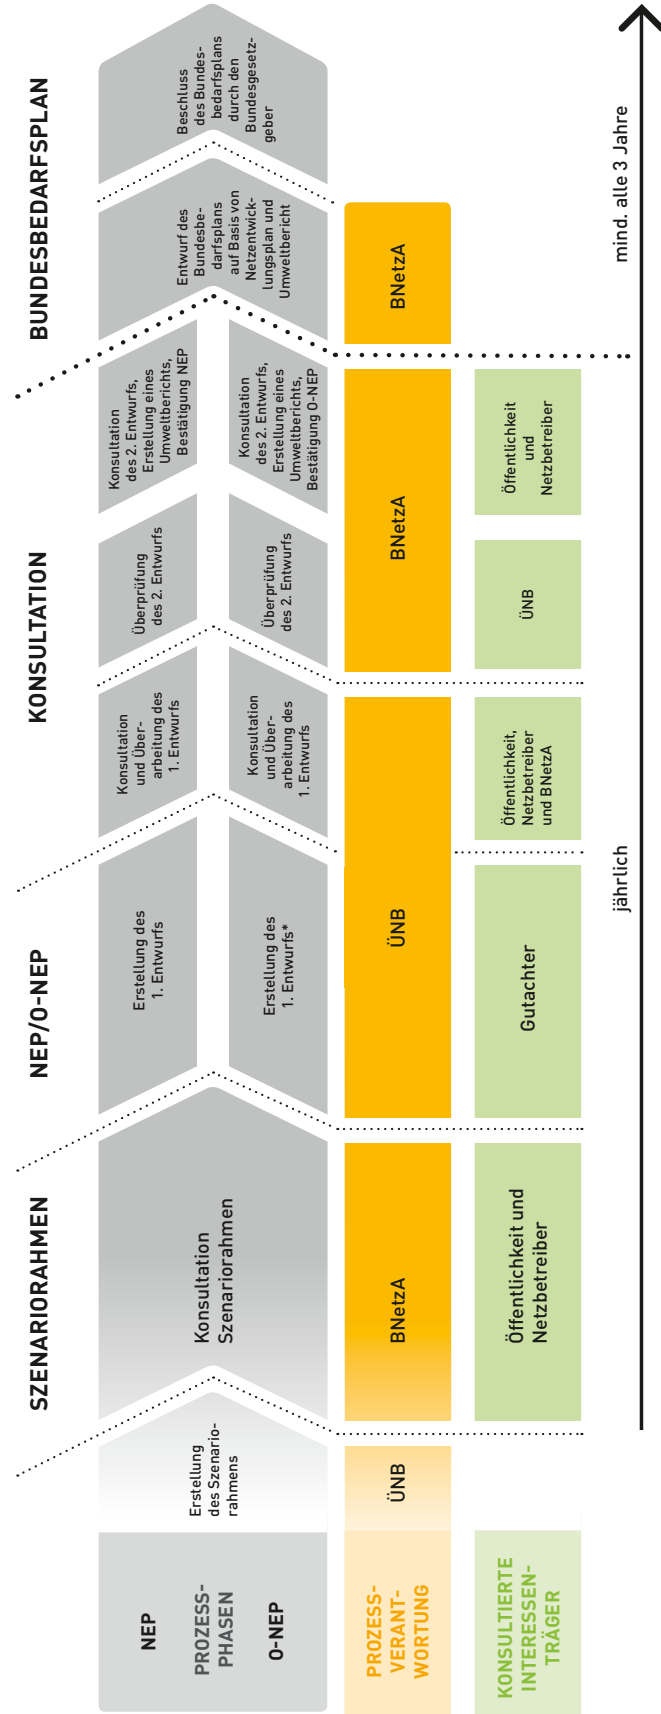 SZENARIORAHMEN
NEP/O-NEP
KONSULTATION
BUNDESBEDARFSPLAN
NEP
PROZESS-
PHASEN
O-NEP
Erstellung
des Szenario-
rahmens
Konsultation
Szenariorahmen
Erstellung des
1. Entwurfs
Erstellung des
1. Entwurfs*
Konsultation
und Über-
arbeitung des
1. Entwurfs
Konsultation
und Über-
arbeitung des
1. Entwurfs
Überprüfung
des 2. Entwurfs
Überprüfung
des 2. Entwurfs
Konsultation
des 2. Entwurfs,
Erstellung eines
Umweltberichts,
Bestätigung NEP
Konsultation
des 2. Entwurfs,
Erstellung eines
Umweltberichts,
Bestätigung O-NEP
Entwurf des
Bundesbe-
darfsplans
auf Basis von
Netzentwick-
lungsplan und
Umweltbericht
Beschluss
des Bundes-
bedarfsplans
durch den
Bundesgesetz-
geber
PROZESS-
VERANT-
WORTUNG
ÜNB
BNetzA
ÜNB
BNetzA
BNetzA
KONSULTIERTE
INTERESSEN-
TRÄGER
Öffentlichkeit und
Netzbetreiber
Gutachter
Öffentlichkeit,
Netzbetreiber
und BNetzA
ÜNB
Öffentlichkeit
und
Netzbetreiber
jährlich
mind. alle 3 Jahre